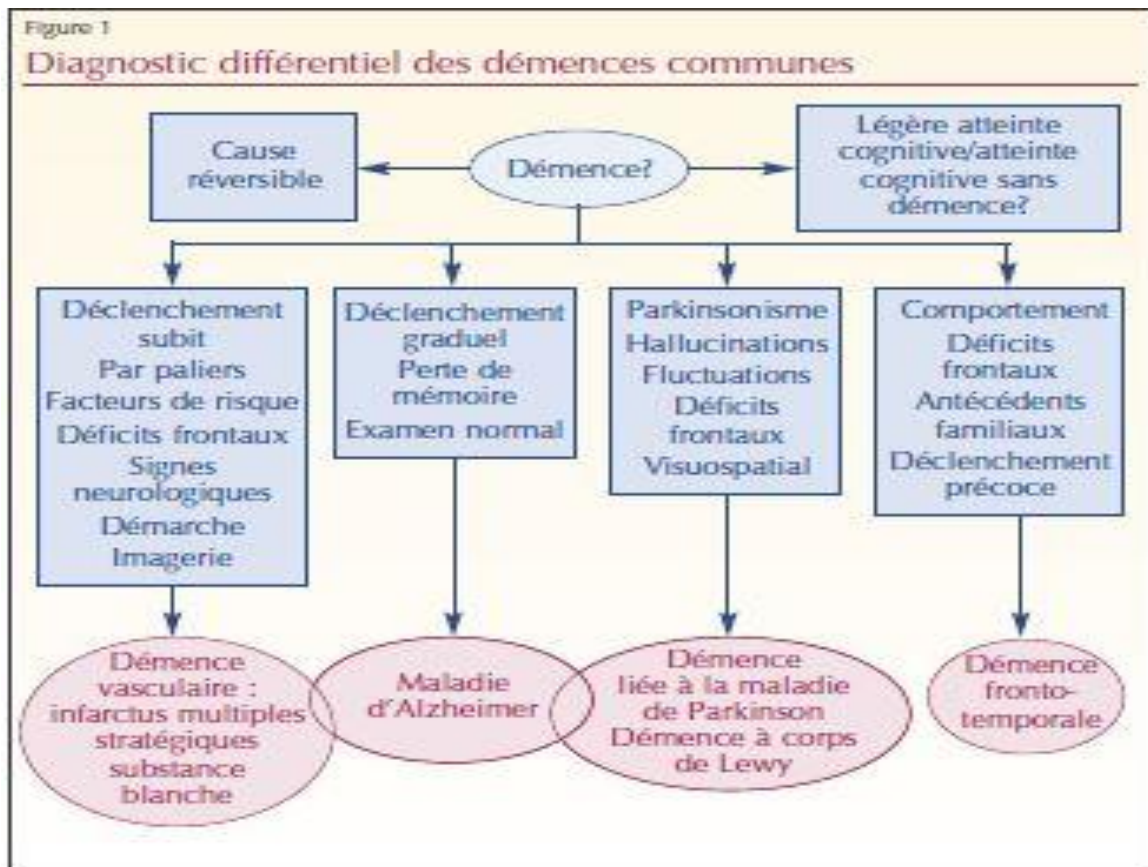 Figure 1
Diagnostic différentiel des démences communes
Cause
réversible
Démence?
Légère atteinte
cognitive/atteinte
cognitive sans
démence?
Déclenchement
subit
Par paliers
Facteurs de risque
Déficits frontaux
Signes
neurologiques
Démarche
Imagerie
Déclenchement
graduel
Perte de
mémoire
Examen normal
Parkinsonisme
Hallucinations
Fluctuations
Déficits
frontaux
Visuospatial
Comportement
Déficits
frontaux
Antécédents
familiaux
Déclenchement
précoce
Démence
vasculaire :
infarctus multiples
stratégiques
substance
blanche
Maladie
d'Alzheimer
Démence
liée à la maladie
de Parkinson
Démence à corps
de Lewy
Démence
fronto-
temporale